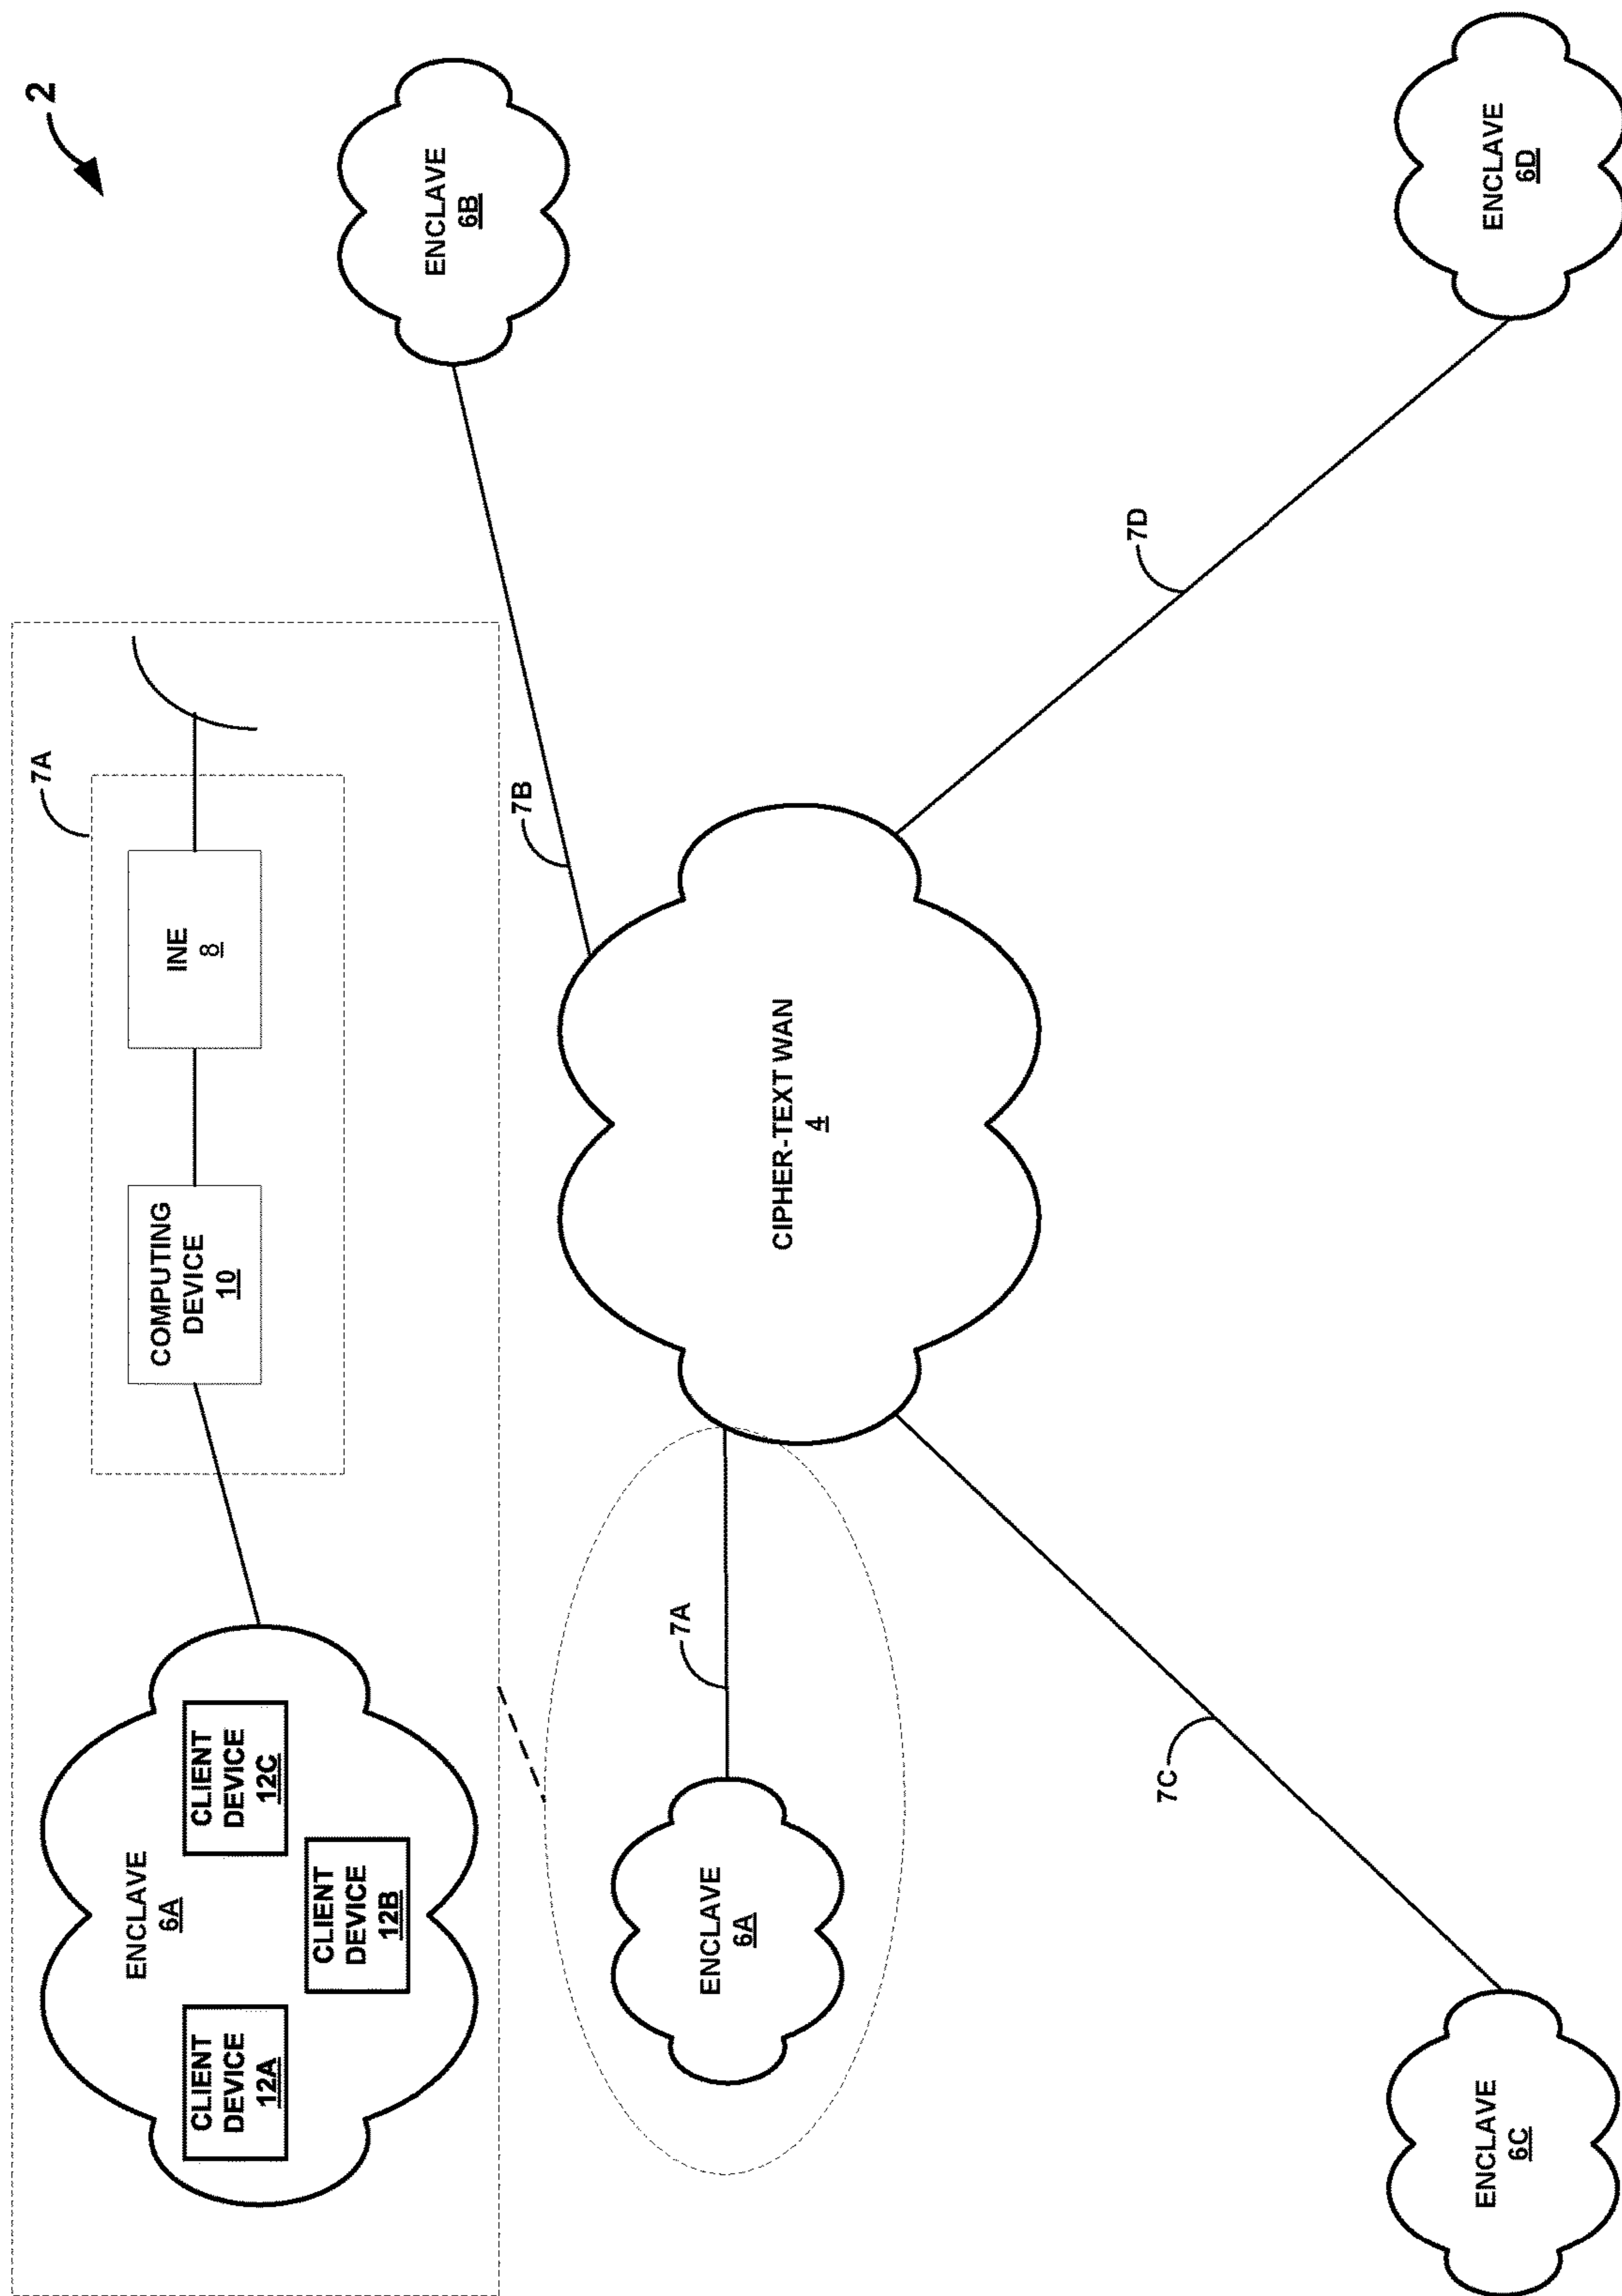 2
7A
ENCLAVE
6A
CLIENT
DEVICE
12A
CLIENT
DEVICE
12B
CLIENT
DEVICE
12C
COMPUTING
DEVICE
10
INE
8
ENCLAVE
6B
7B
ENCLAVE
6A
7A
CIPHER-TEXT WAN
4
7D
7C
ENCLAVE
6C
ENCLAVE
6D